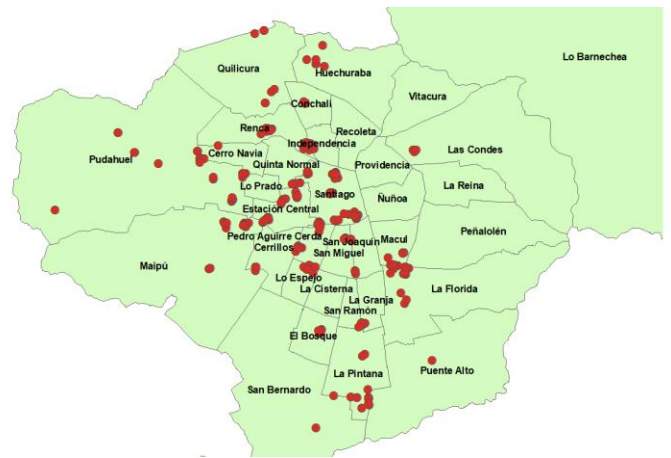 Lo Barnechea
Quilicura
Huechuraba
Vitacura
Conchalí
Renca
Recoleta
Independencia
Las Condes
Pudahuel
Cerro Navia
Quinta Normal
Providencia
La Reina
Lo Prado
Santiago
Ñuñoa
Estación Central
Peñalolén
Pedro Aguirre Cerda
San Joaquín
Macul
Cerrillos
San Miguel
Maipú
Lo Espejo
La Cisterna
La Florida
La Granja
San Ramón
El Bosque
La Pintana
Puente Alto
San Bernardo